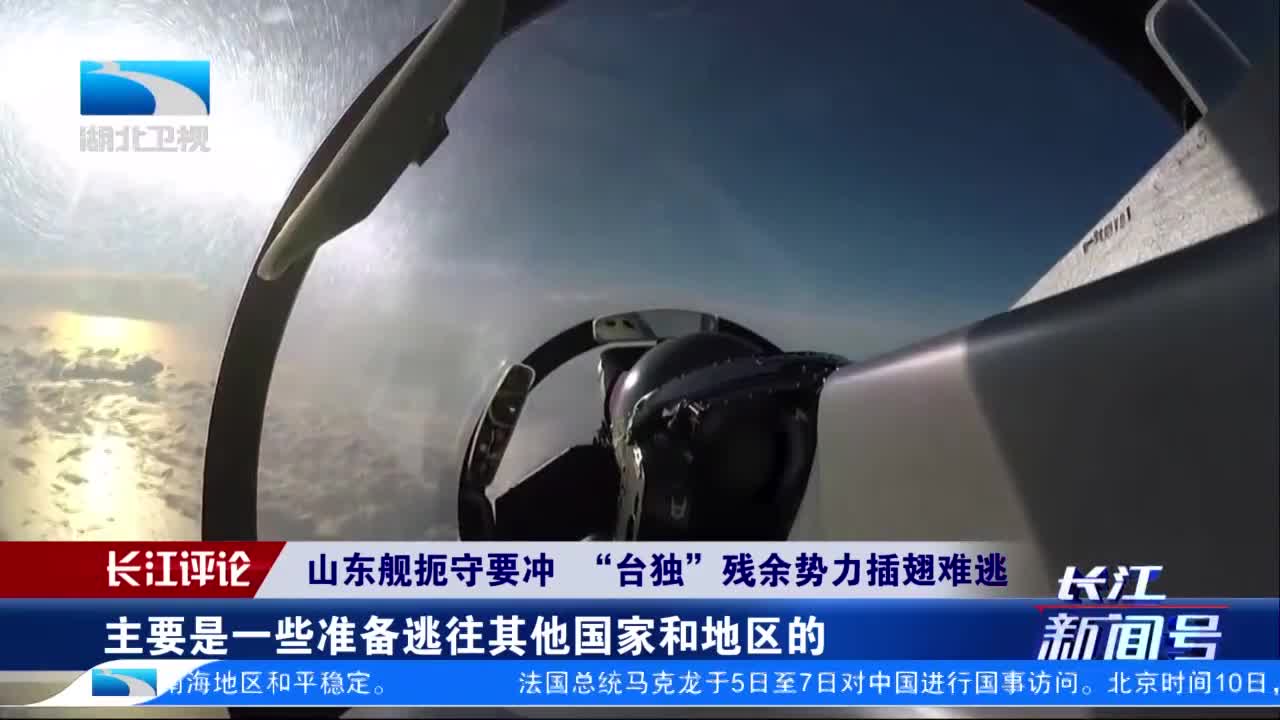 湖北卫视
长江评论
山东舰扼守要冲 “台独”残余势力插翅难逃
长江
新闻号
主要是一些准备逃往其他国家和地区的
南海地区和平稳定。 法国总统马克龙于5日至7日对中国进行国事访问。北京时间10日，